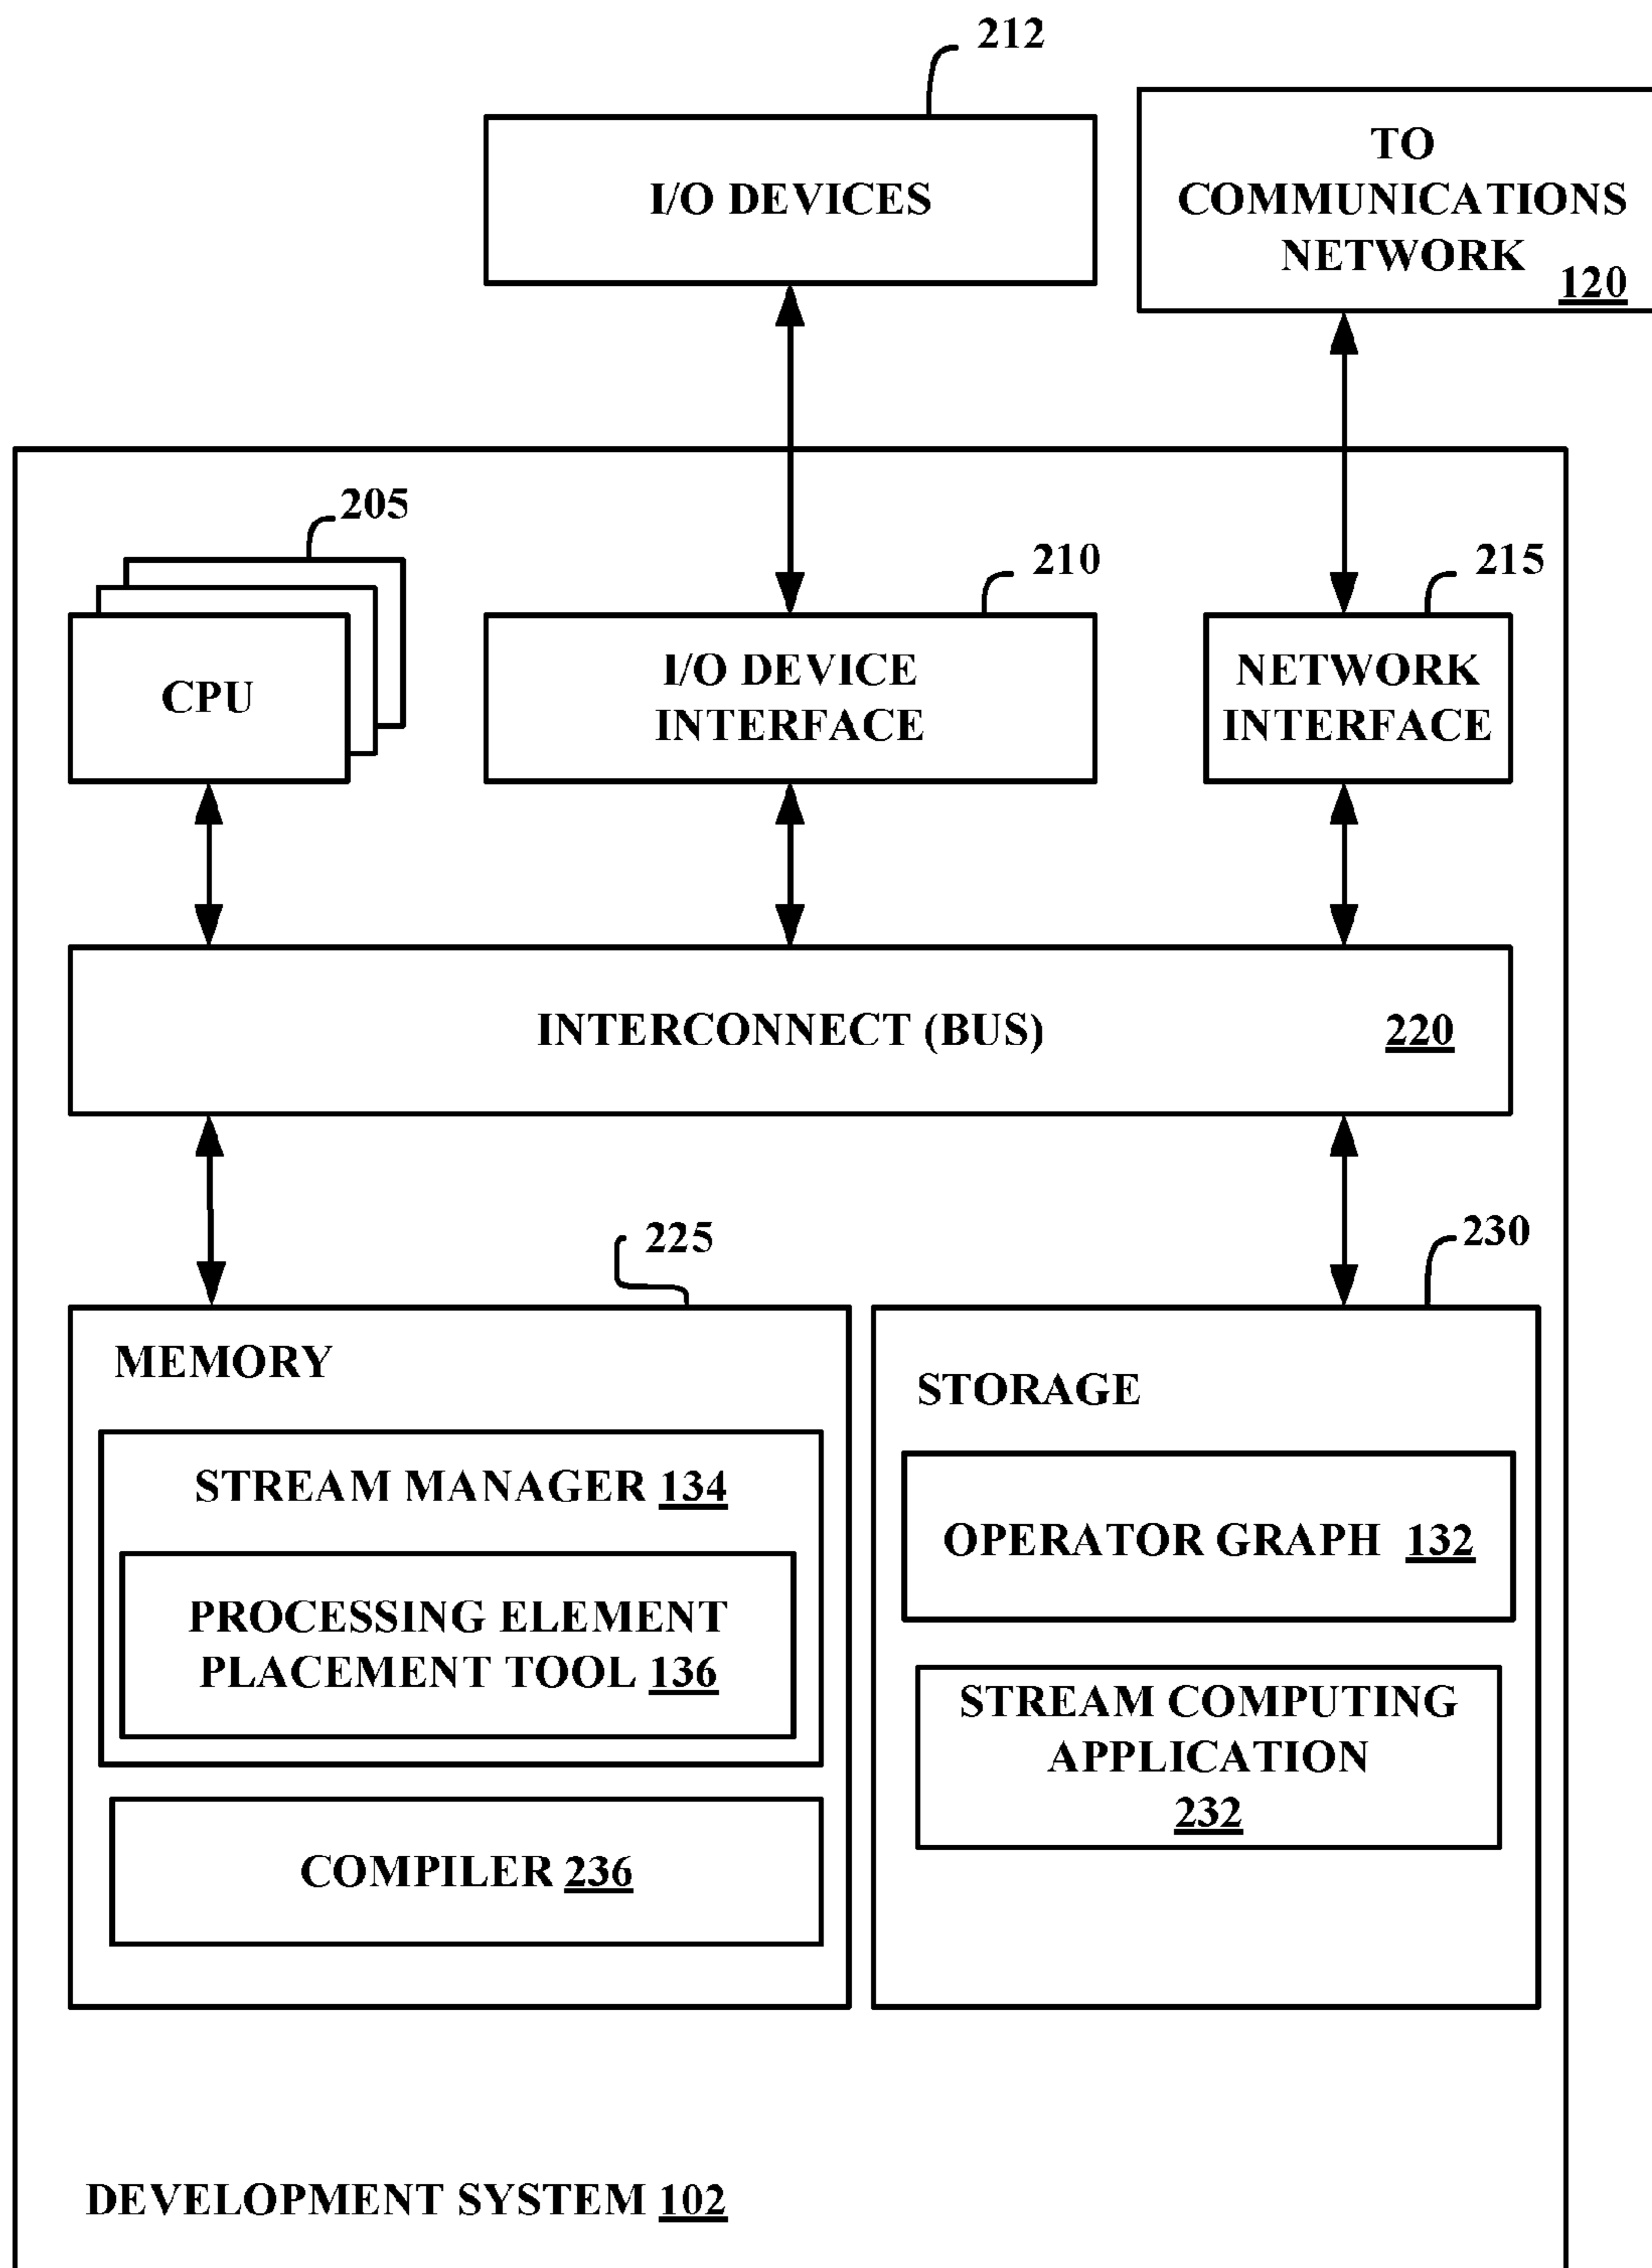 212
I/O DEVICES
TO
COMMUNICATIONS
NETWORK
120
205
210
215
CPU
I/O DEVICE
INTERFACE
NETWORK
INTERFACE
INTERCONNECT (BUS) 220
225
230
MEMORY
STREAM MANAGER 134
PROCESSING ELEMENT
PLACEMENT TOOL 136
COMPILER 236
STORAGE
OPERATOR GRAPH 132
STREAM COMPUTING
APPLICATION
232
DEVELOPMENT SYSTEM 102